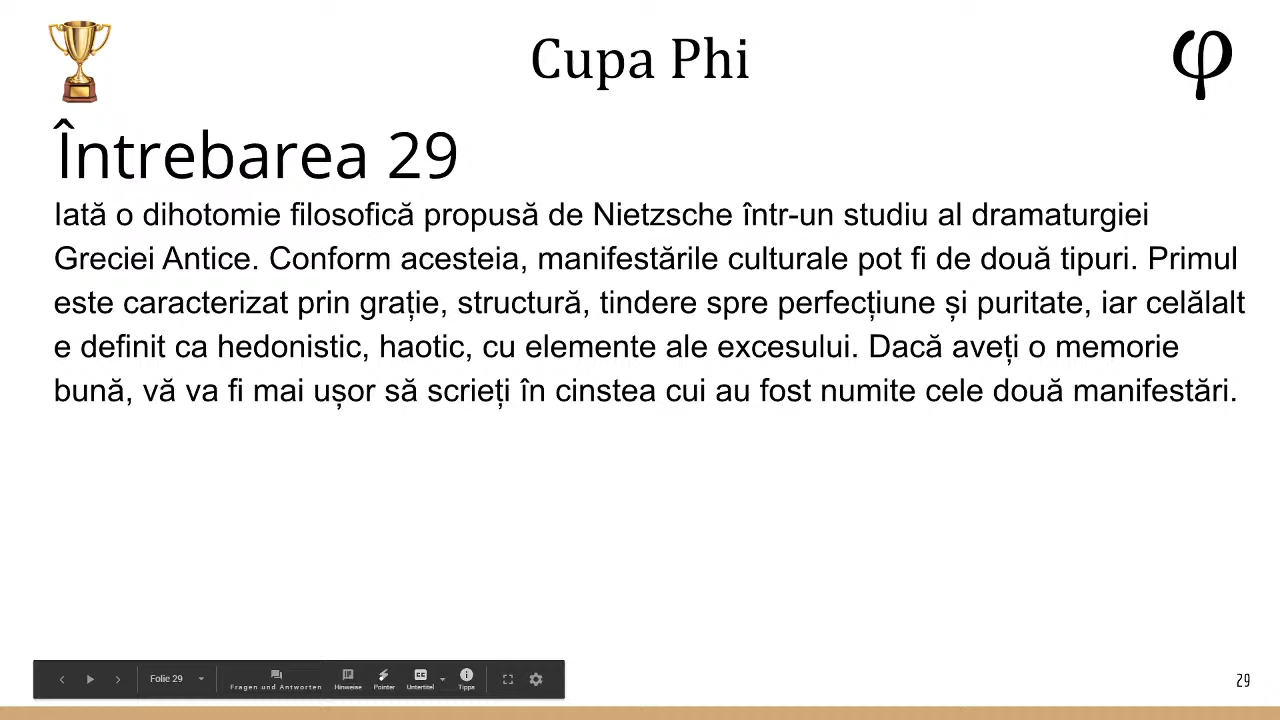 Cupa Phi
φ
Întrebarea 29
Iată o dihotomie filosofică propusă de Nietzsche într-un studiu al dramaturgiei
Greciei Antice. Conform acesteia, manifestările culturale pot fi de două tipuri. Primul
este caracterizat prin grație, structură, tindere spre perfecțiune și puritate, iar celălalt
e definit ca hedonistic, haotic, cu elemente ale excesului. Dacă aveți o memorie
bună, vă va fi mai ușor să scrieți în cinstea cui au fost numite cele două manifestări.
Folie 29
Fragen und Antworten
Hinweise
Pointer
CC
Untertitel
Tipps
29